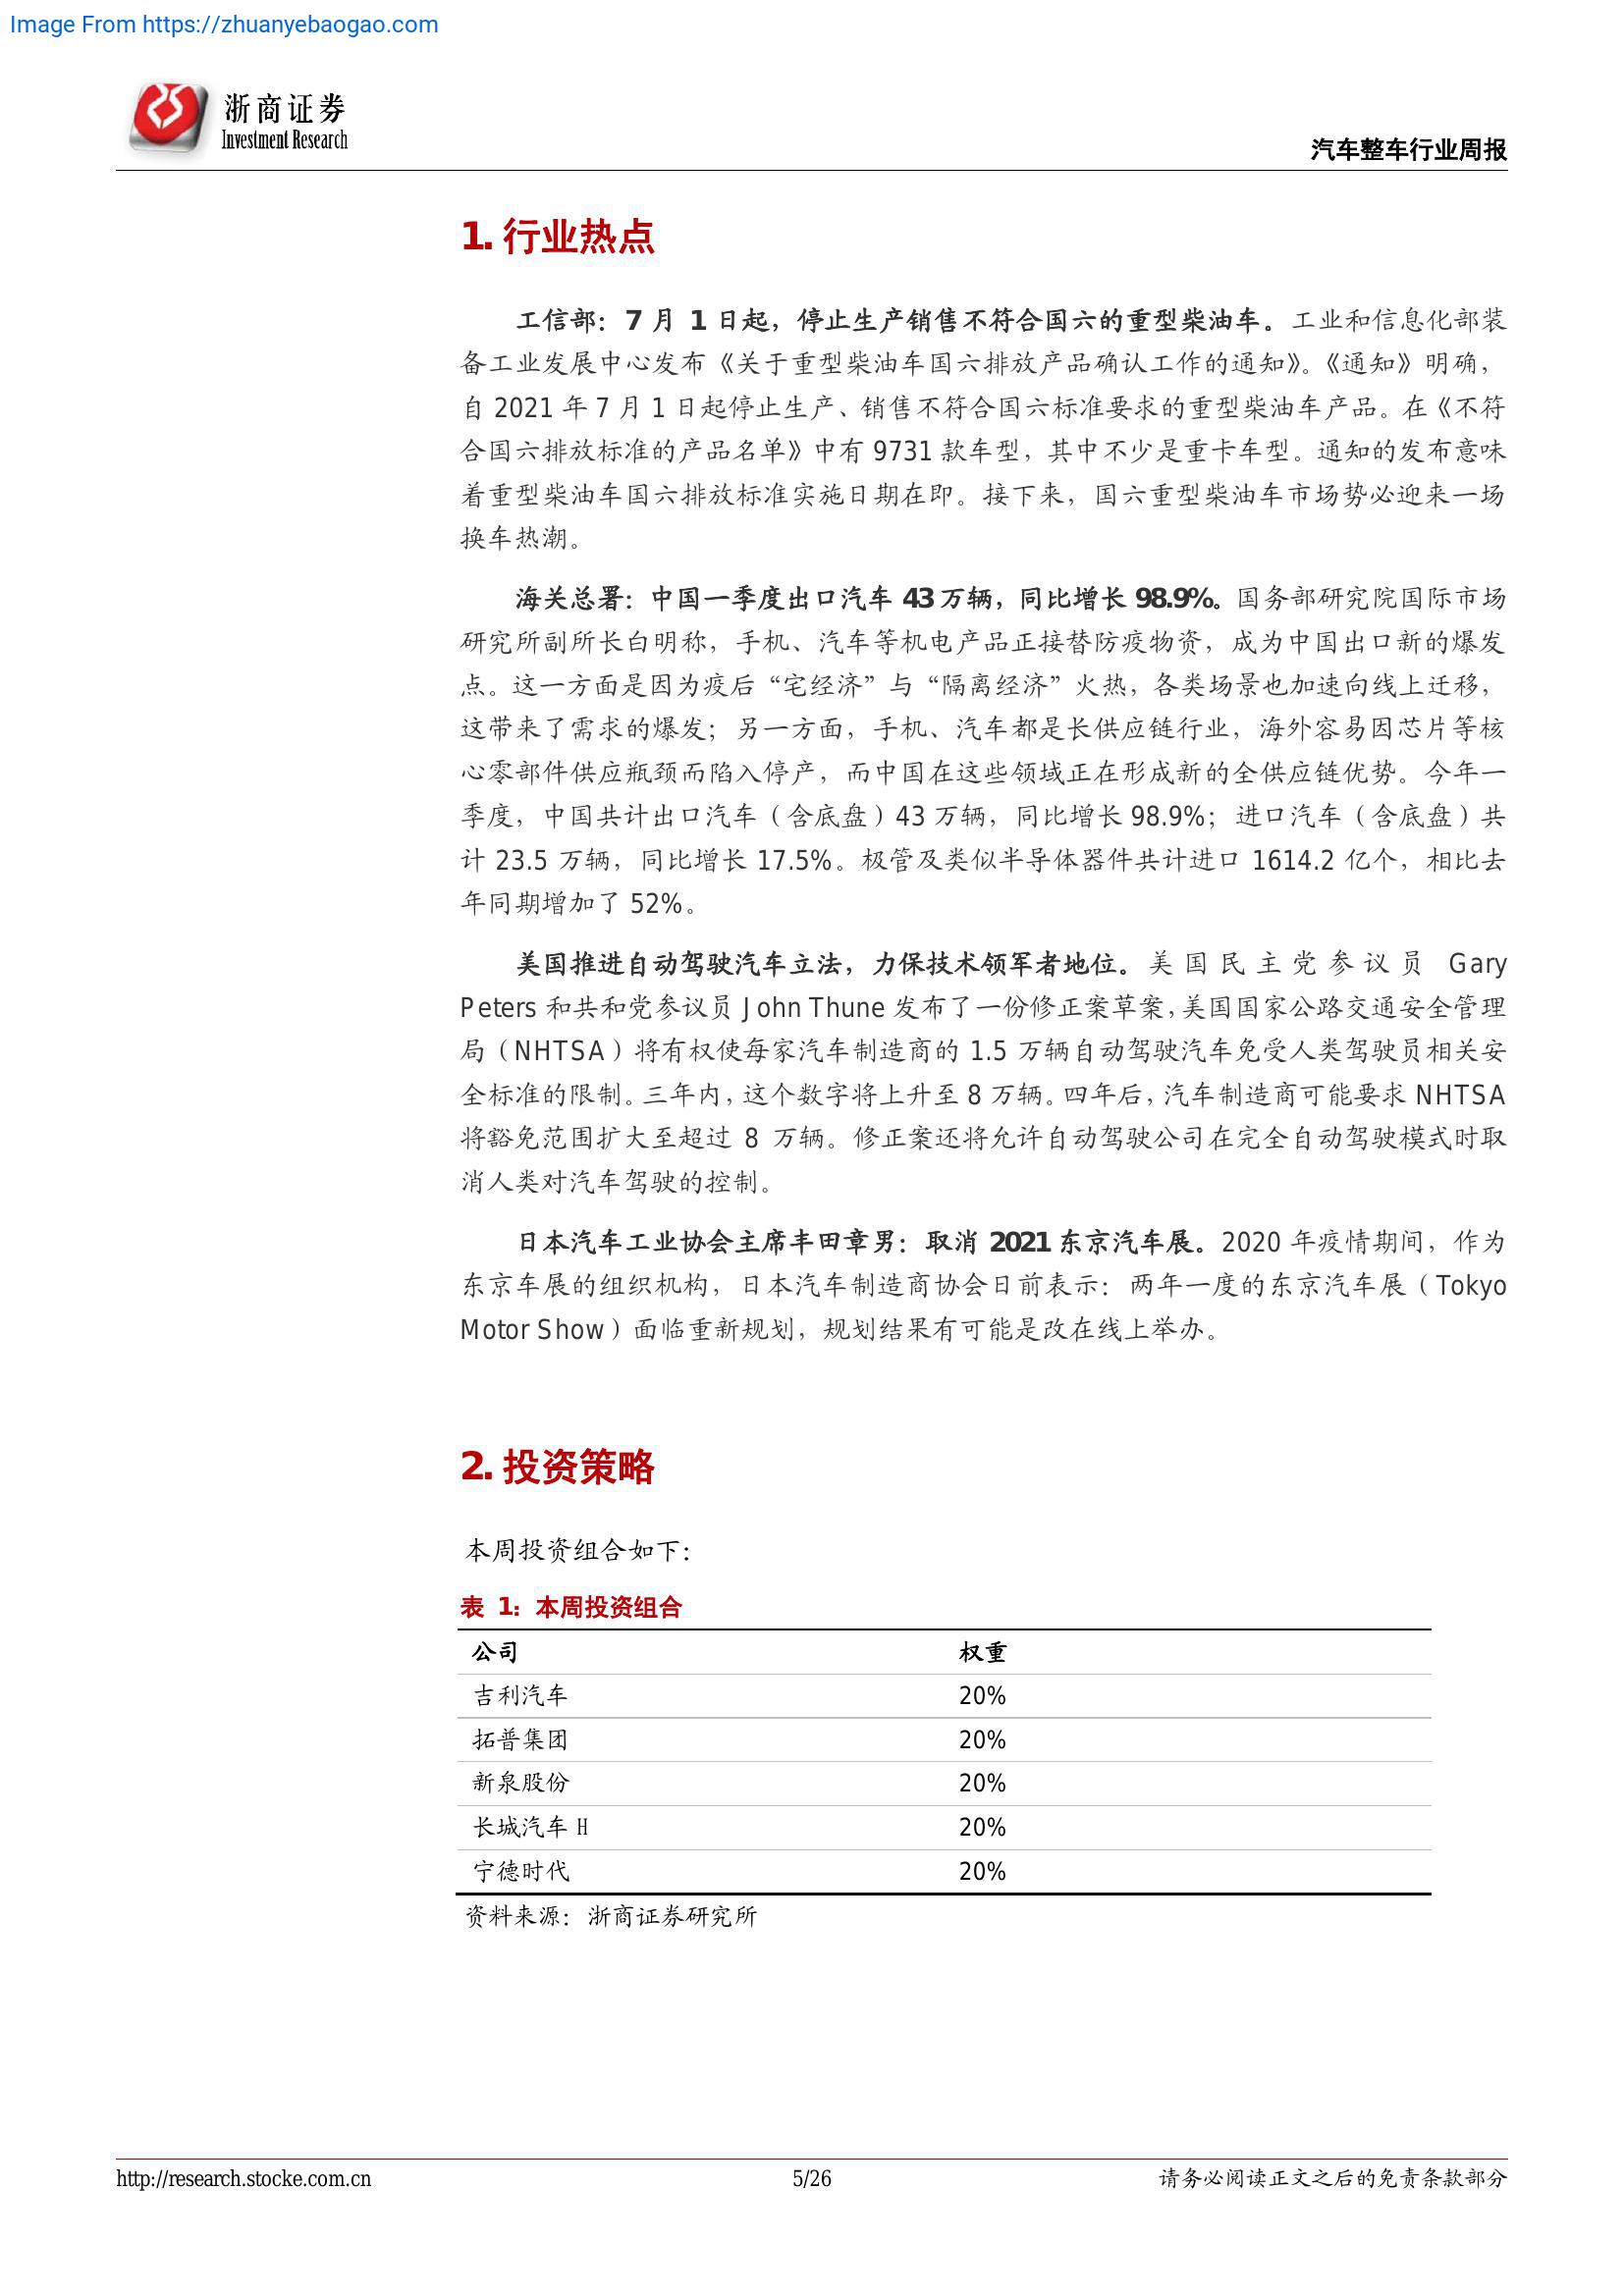 Image From https://zhuanyebaogao.com
浙商证券
Investment Research
汽车整车行业周报
1. 行业热点
工信部：7 月 1 日起，停止生产销售不符合国六的重型柴油车。工业和信息化部装
备工业发展中心发布《关于重型柴油车国六排放产品确认工作的通知》。《通知》明确，
自 2021 年 7 月 1 日起停止生产、销售不符合国六标准要求的重型柴油车产品。在《不符
合国六排放标准的产品名单》中有 9731 款车型，其中不少是重卡车型。通知的发布意味
着重型柴油车国六排放标准实施日期在即。接下来，国六重型柴油车市场势必迎来一场
换车热潮。
海关总署：中国一季度出口汽车 43 万辆，同比增长 98.9%。国务部研究院国际市场
研究所副所长白明称，手机、汽车等机电产品正接替防疫物资，成为中国出口新的爆发
点。这一方面是因为疫后“宅经济”与“隔离经济”火热，各类场景也加速向线上迁移，
这带来了需求的爆发；另一方面，手机、汽车都是长供应链行业，海外容易因芯片等核
心零部件供应瓶颈而陷入停产，而中国在这些领域正在形成新的全供应链优势。今年一
季度，中国共计出口汽车（含底盘）43 万辆，同比增长 98.9%；进口汽车（含底盘）共
计 23.5 万辆，同比增长 17.5%。极管及类似半导体器件共计进口 1614.2 亿个，相比去
年同期增加了 52%。
美国推进自动驾驶汽车立法，力保技术领军者地位。美国民主党参议员 Gary
Peters 和共和党参议员 John Thune 发布了一份修正案草案，美国国家公路交通安全管理
局（NHTSA）将有权使每家汽车制造商的 1.5 万辆自动驾驶汽车免受人类驾驶员相关安
全标准的限制。三年内，这个数字将上升至 8 万辆。四年后，汽车制造商可能要求 NHTSA
将豁免范围扩大至超过 8 万辆。修正案还将允许自动驾驶公司在完全自动驾驶模式时取
消人类对汽车驾驶的控制。
日本汽车工业协会主席丰田章男：取消 2021 东京汽车展。2020 年疫情期间，作为
东京车展的组织机构，日本汽车制造商协会日前表示：两年一度的东京汽车展（Tokyo
Motor Show）面临重新规划，规划结果有可能是改在线上举办。
2. 投资策略
本周投资组合如下：
表 1：本周投资组合
公司 权重
吉利汽车 20%
拓普集团 20%
新泉股份 20%
长城汽车 H 20%
宁德时代 20%
资料来源：浙商证券研究所
http://research.stocke.com.cn 5/26 请务必阅读正文之后的免责条款部分